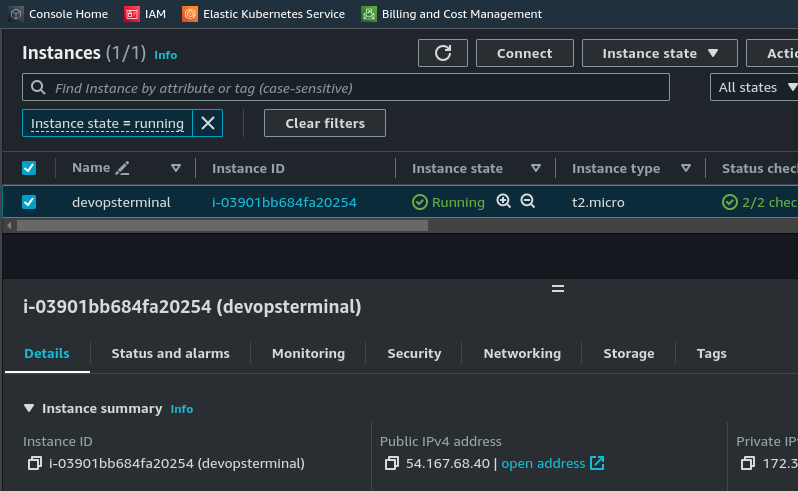 Console Home IAM Elastic Kubernetes Service Billing and Cost Management
Instances (1/1) Info Connect Instance state
Find Instance by attribute or tag (case-sensitive) All states
Instance state = running Clear filters
Name Instance ID Instance state Instance type Status
devopsterminal i-03901bb684fa20254 Running t2.micro 2/2
i-03901bb684fa20254 (devopsterminal)
Details Status and alarms Monitoring Security Networking Storage Tags
Instance summary Info
Instance ID Public IPv4 address Private
i-03901bb684fa20254 (devopsterminal) 54.167.68.40 | open address 172.3